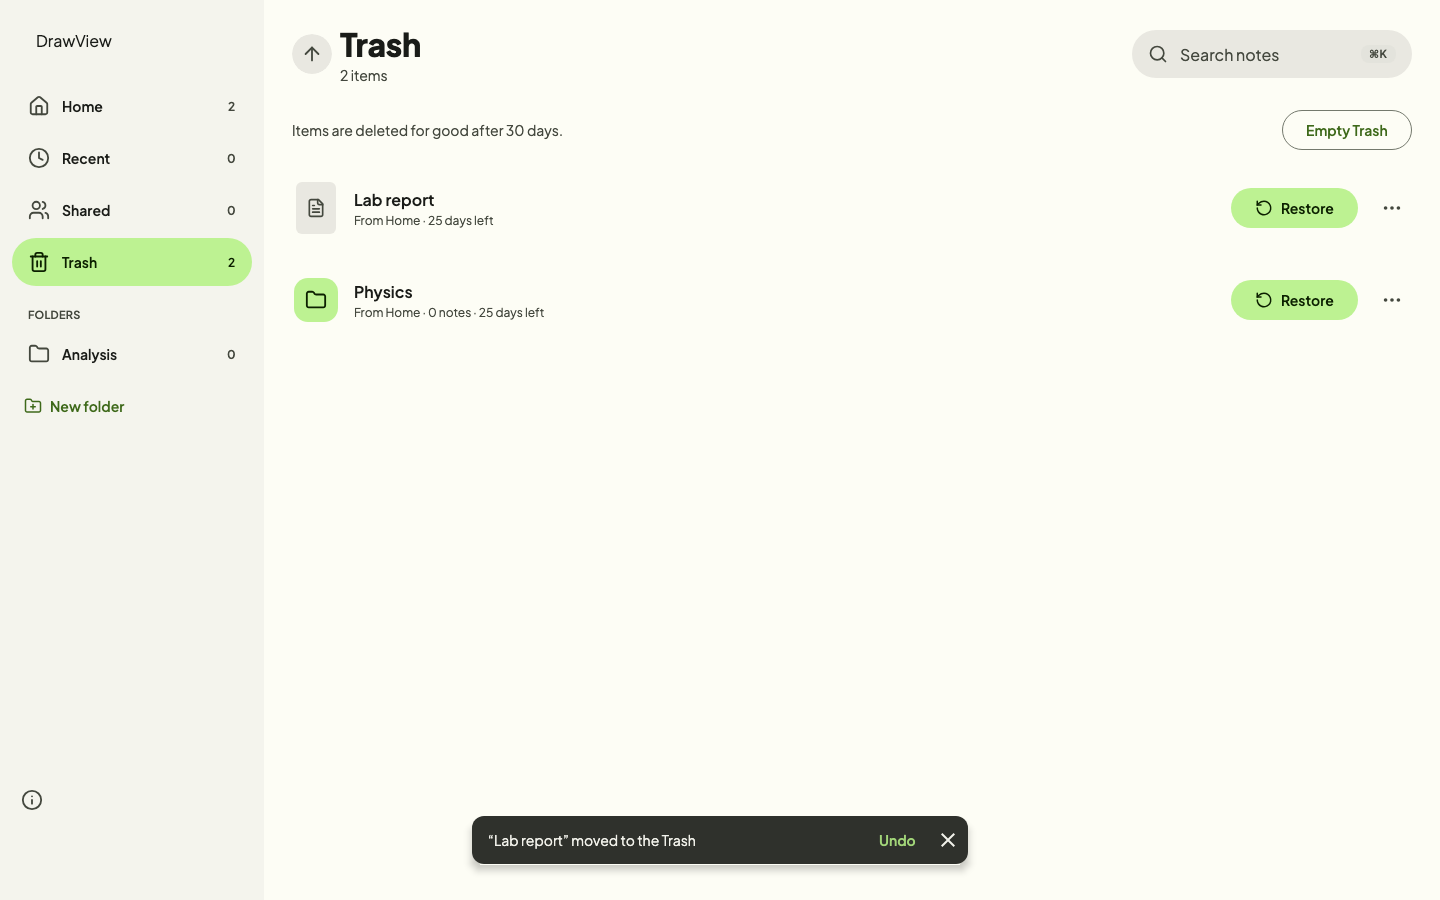 DrawView
Home 2
Recent 0
Shared 0
Trash 2
FOLDERS
Analysis 0
New folder
Trash
2 items
Search notes ⌘K
Items are deleted for good after 30 days.
Empty Trash
Lab report
From Home · 25 days left
Restore
Physics
From Home · 0 notes · 25 days left
Restore
“Lab report” moved to the Trash
Undo